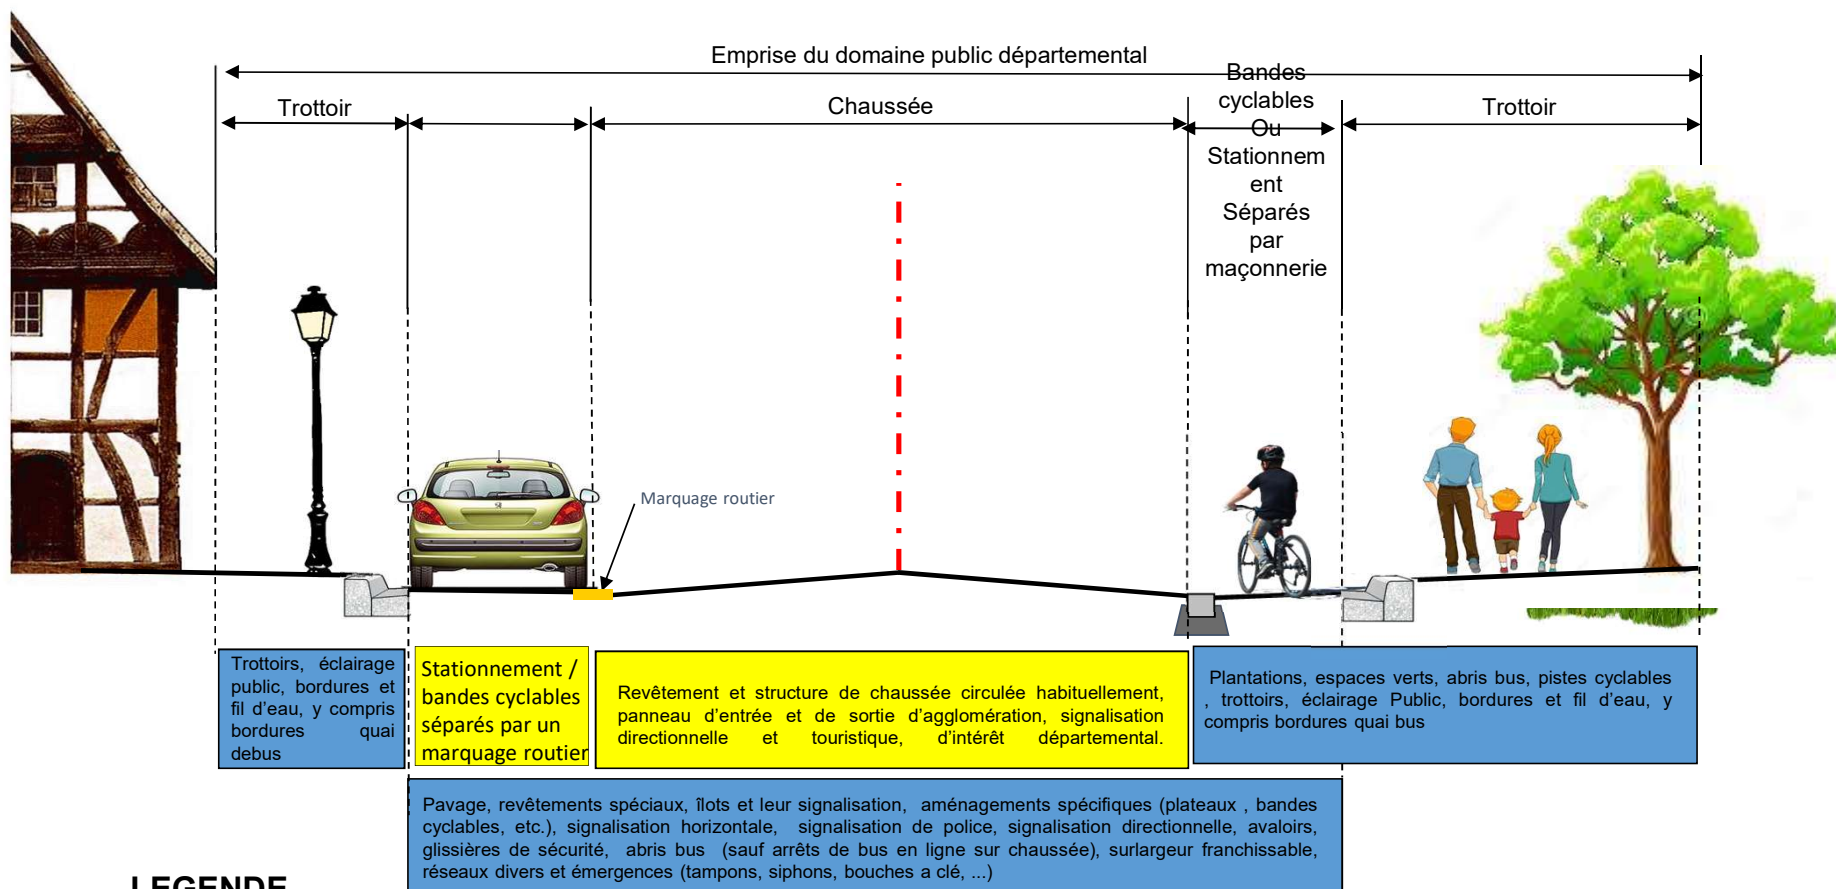 Emprise du domaine public départemental
Trottoir
Chaussée
Bandes
cyclables
Ou
Stationnem
ent
Séparés
par
maçonnerie
Trottoir
Marquage routier
Trottoirs, éclairage
public, bordures et
fil d'eau, y compris
bordures quai
debus
Stationnement /
bandes cyclables
séparés par un
marquage routier
Revêtement et structure de chaussée circulée habituellement,
panneau d'entrée et de sortie d'agglomération, signalisation
directionnelle et touristique, d'intérêt départemental.
Plantations, espaces verts, abris bus, pistes cyclables
, trottoirs, éclairage Public, bordures et fil d'eau, y
compris bordures quai bus
Pavage, revêtements spéciaux, îlots et leur signalisation, aménagements spécifiques (plateaux , bandes
cyclables, etc.), signalisation horizontale, signalisation de police, signalisation directionnelle, avaloirs,
glissières de sécurité, abris bus (sauf arrêts de bus en ligne sur chaussée), surlargeur franchissable,
réseaux divers et émergences (tampons, siphons, bouches a clé, ...)
LEGENDE